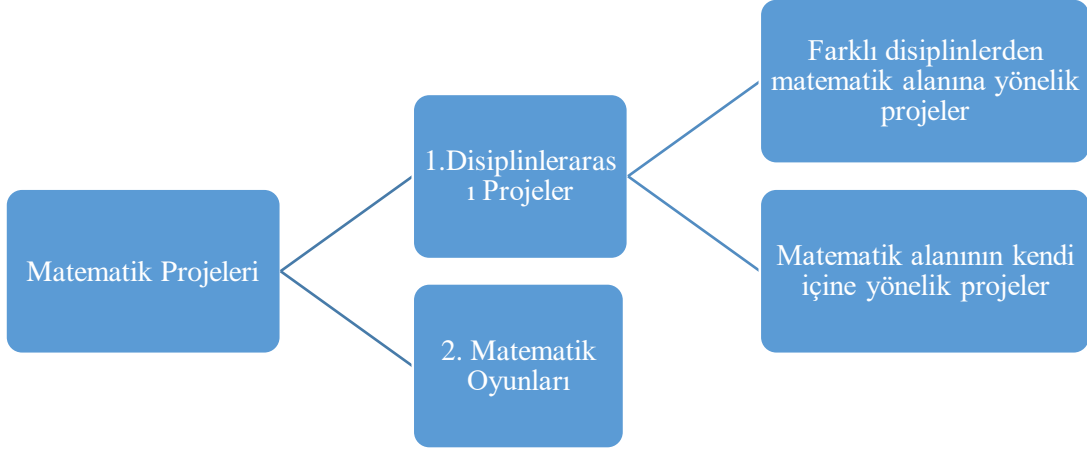 Matematik Projeleri
1.Disiplinleraras
ı Projeler
Farklı disiplinlerden
matematik alanına yönelik
projeler
Matematik alanının kendi
içine yönelik projeler
2. Matematik
Oyunları